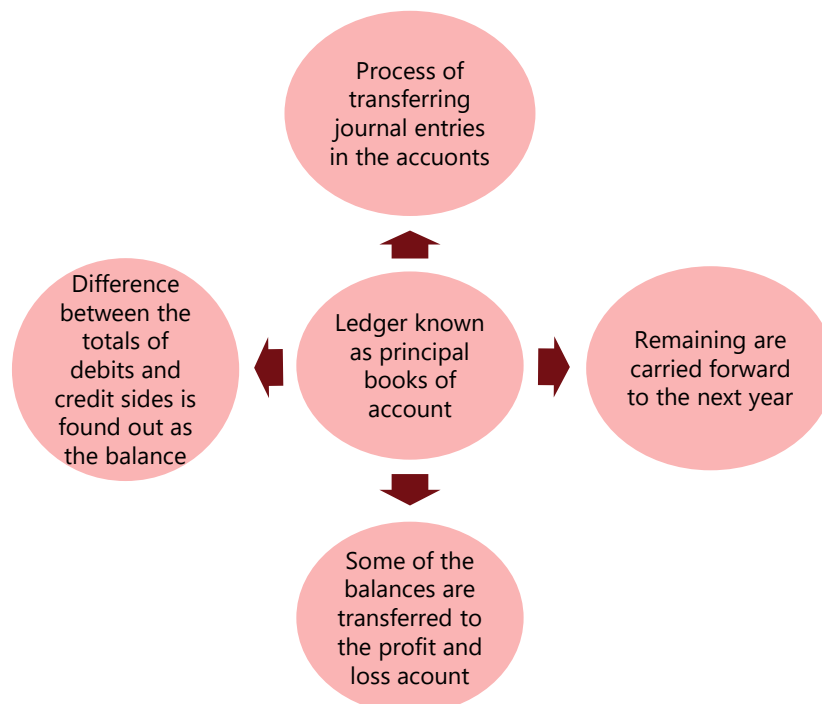 Process of
transferring
journal entries
in the accuonts
Difference
between the
totals of
debits and
credit sides is
found out as
the balance
Ledger known
as principal
books of
account
Remaining are
carried forward
to the next year
Some of the
balances are
transferred to
the profit and
loss acount